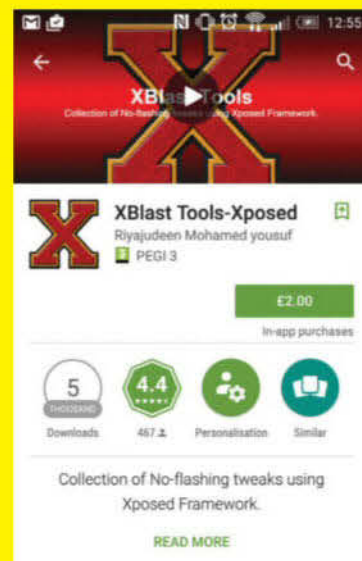 12:55
XBlast Tools
Collection of No-flashing tweaks using Xposed Framework.
X
XBlast Tools-Xposed
Riyajudeen Mohamed yousuf
3 PEGI 3
£2.00
In-app purchases
5
THOUSAND
4.4
Downloads
467
Personalisation
Similar
Collection of No-flashing tweaks using
Xposed Framework.
READ MORE